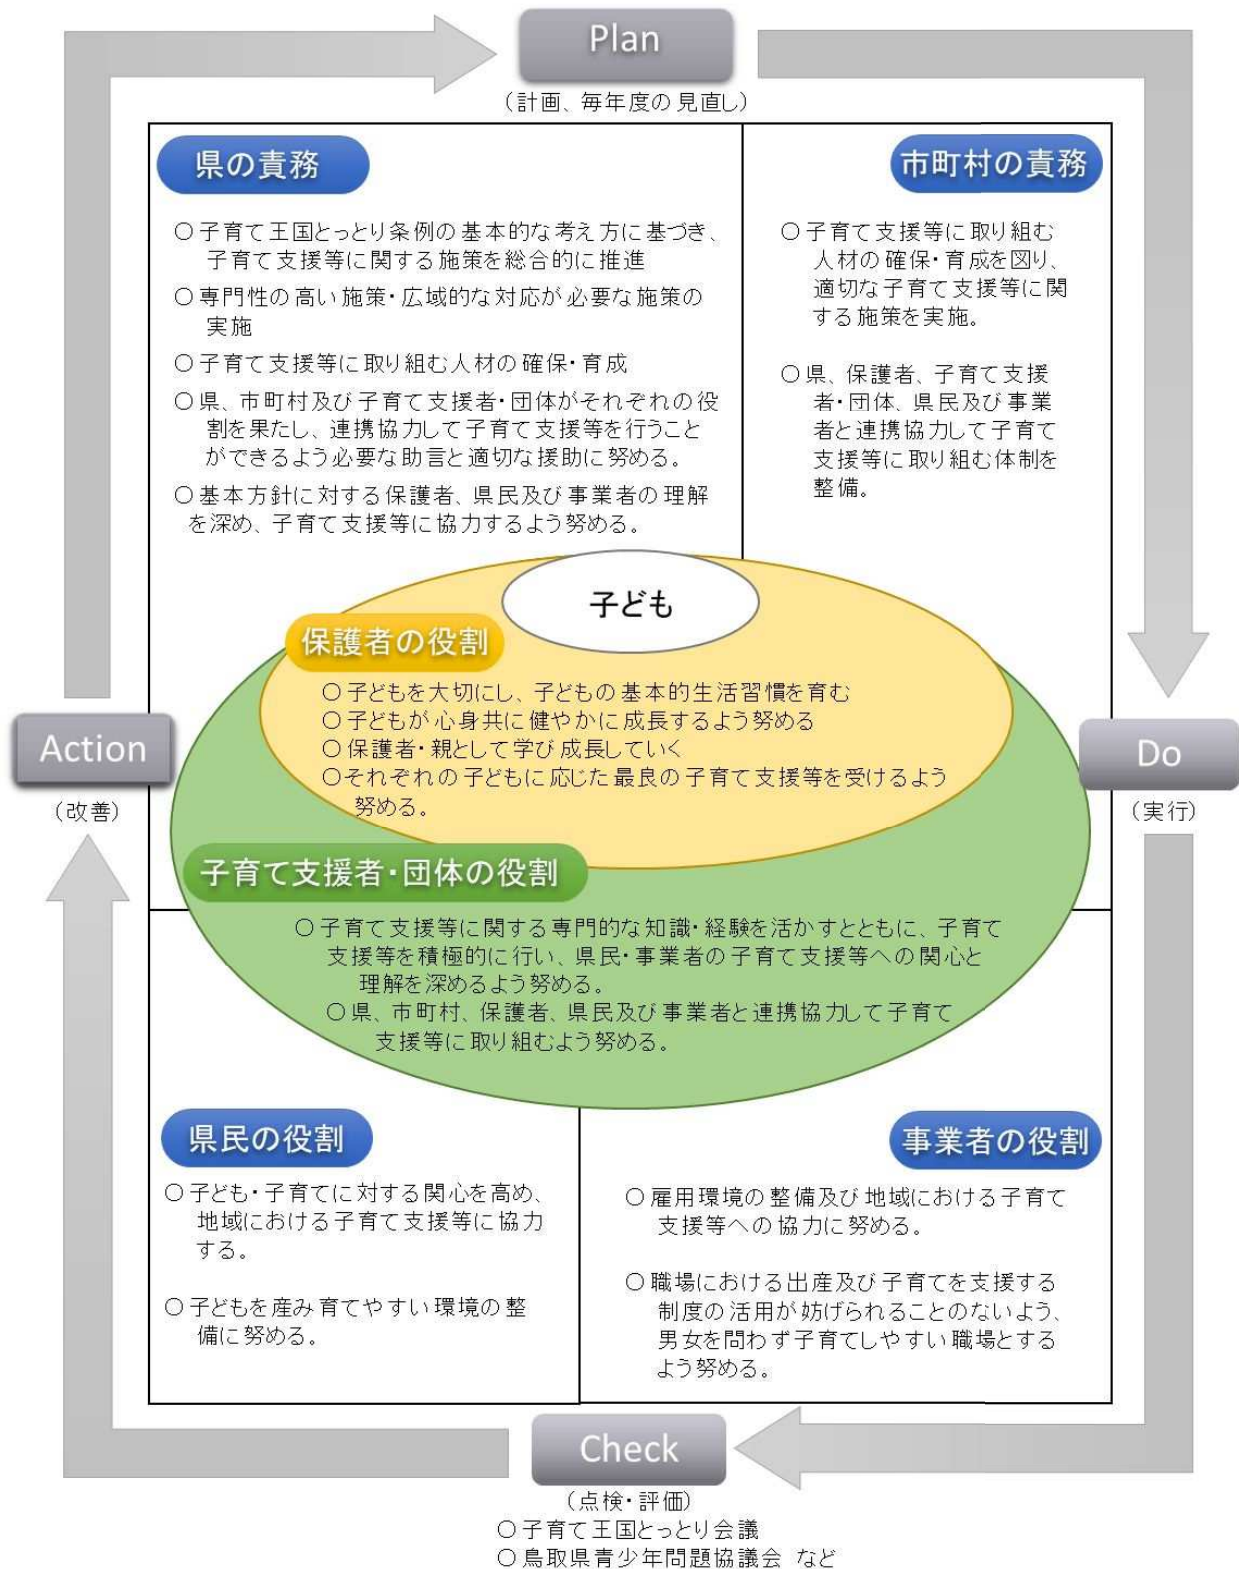 Plan
（計画、毎年度の見直し）
県の責務
○子育て王国とっとり条例の基本的な考え方に基づき、
子育て支援等に関する施策を総合的に推進
○専門性の高い施策・広域的な対応が必要な施策の
実施
○子育て支援等に取り組む人材の確保・育成
○県、市町村及び子育て支援者・団体がそれぞれの役
割を果たし、連携協力して子育て支援等を行うこと
ができるよう必要な助言と適切な援助に努める。
○基本方針に対する保護者、県民及び事業者の理解
を深め、子育て支援等に協力するよう努める。
市町村の責務
○子育て支援等に取り組む
人材の確保・育成を図り、
適切な子育て支援等に関
する施策を実施。
○県、保護者、子育て支援
者・団体、県民及び事業
者と連携協力して子育て
支援等に取り組む体制を
整備。
子ども
保護者の役割
○子どもを大切にし、子どもの基本的生活習慣を育む
○子どもが心身共に健やかに成長するよう努める
○保護者・親として学び成長していく
○それぞれの子どもに応じた最良の子育て支援等を受けるよう
努める。
Action
（改善）
Do
（実行）
子育て支援者・団体の役割
○子育て支援等に関する専門的な知識・経験を活かすとともに、子育て
支援等を積極的に行い、県民・事業者の子育て支援等への関心と
理解を深めるよう努める。
○県、市町村、保護者、県民及び事業者と連携協力して子育て
支援等に取り組むよう努める。
県民の役割
○子ども・子育てに対する関心を高め、
地域における子育て支援等に協力
する。
○子どもを産み育てやすい環境の整
備に努める。
事業者の役割
○雇用環境の整備及び地域における子育て
支援等への協力に努める。
○職場における出産及び子育てを支援する
制度の活用が妨げられることのないよう、
男女を問わず子育てしやすい職場とする
よう努める。
Check
（点検・評価）
○子育て王国とっとり会議
○鳥取県青少年問題協議会 など